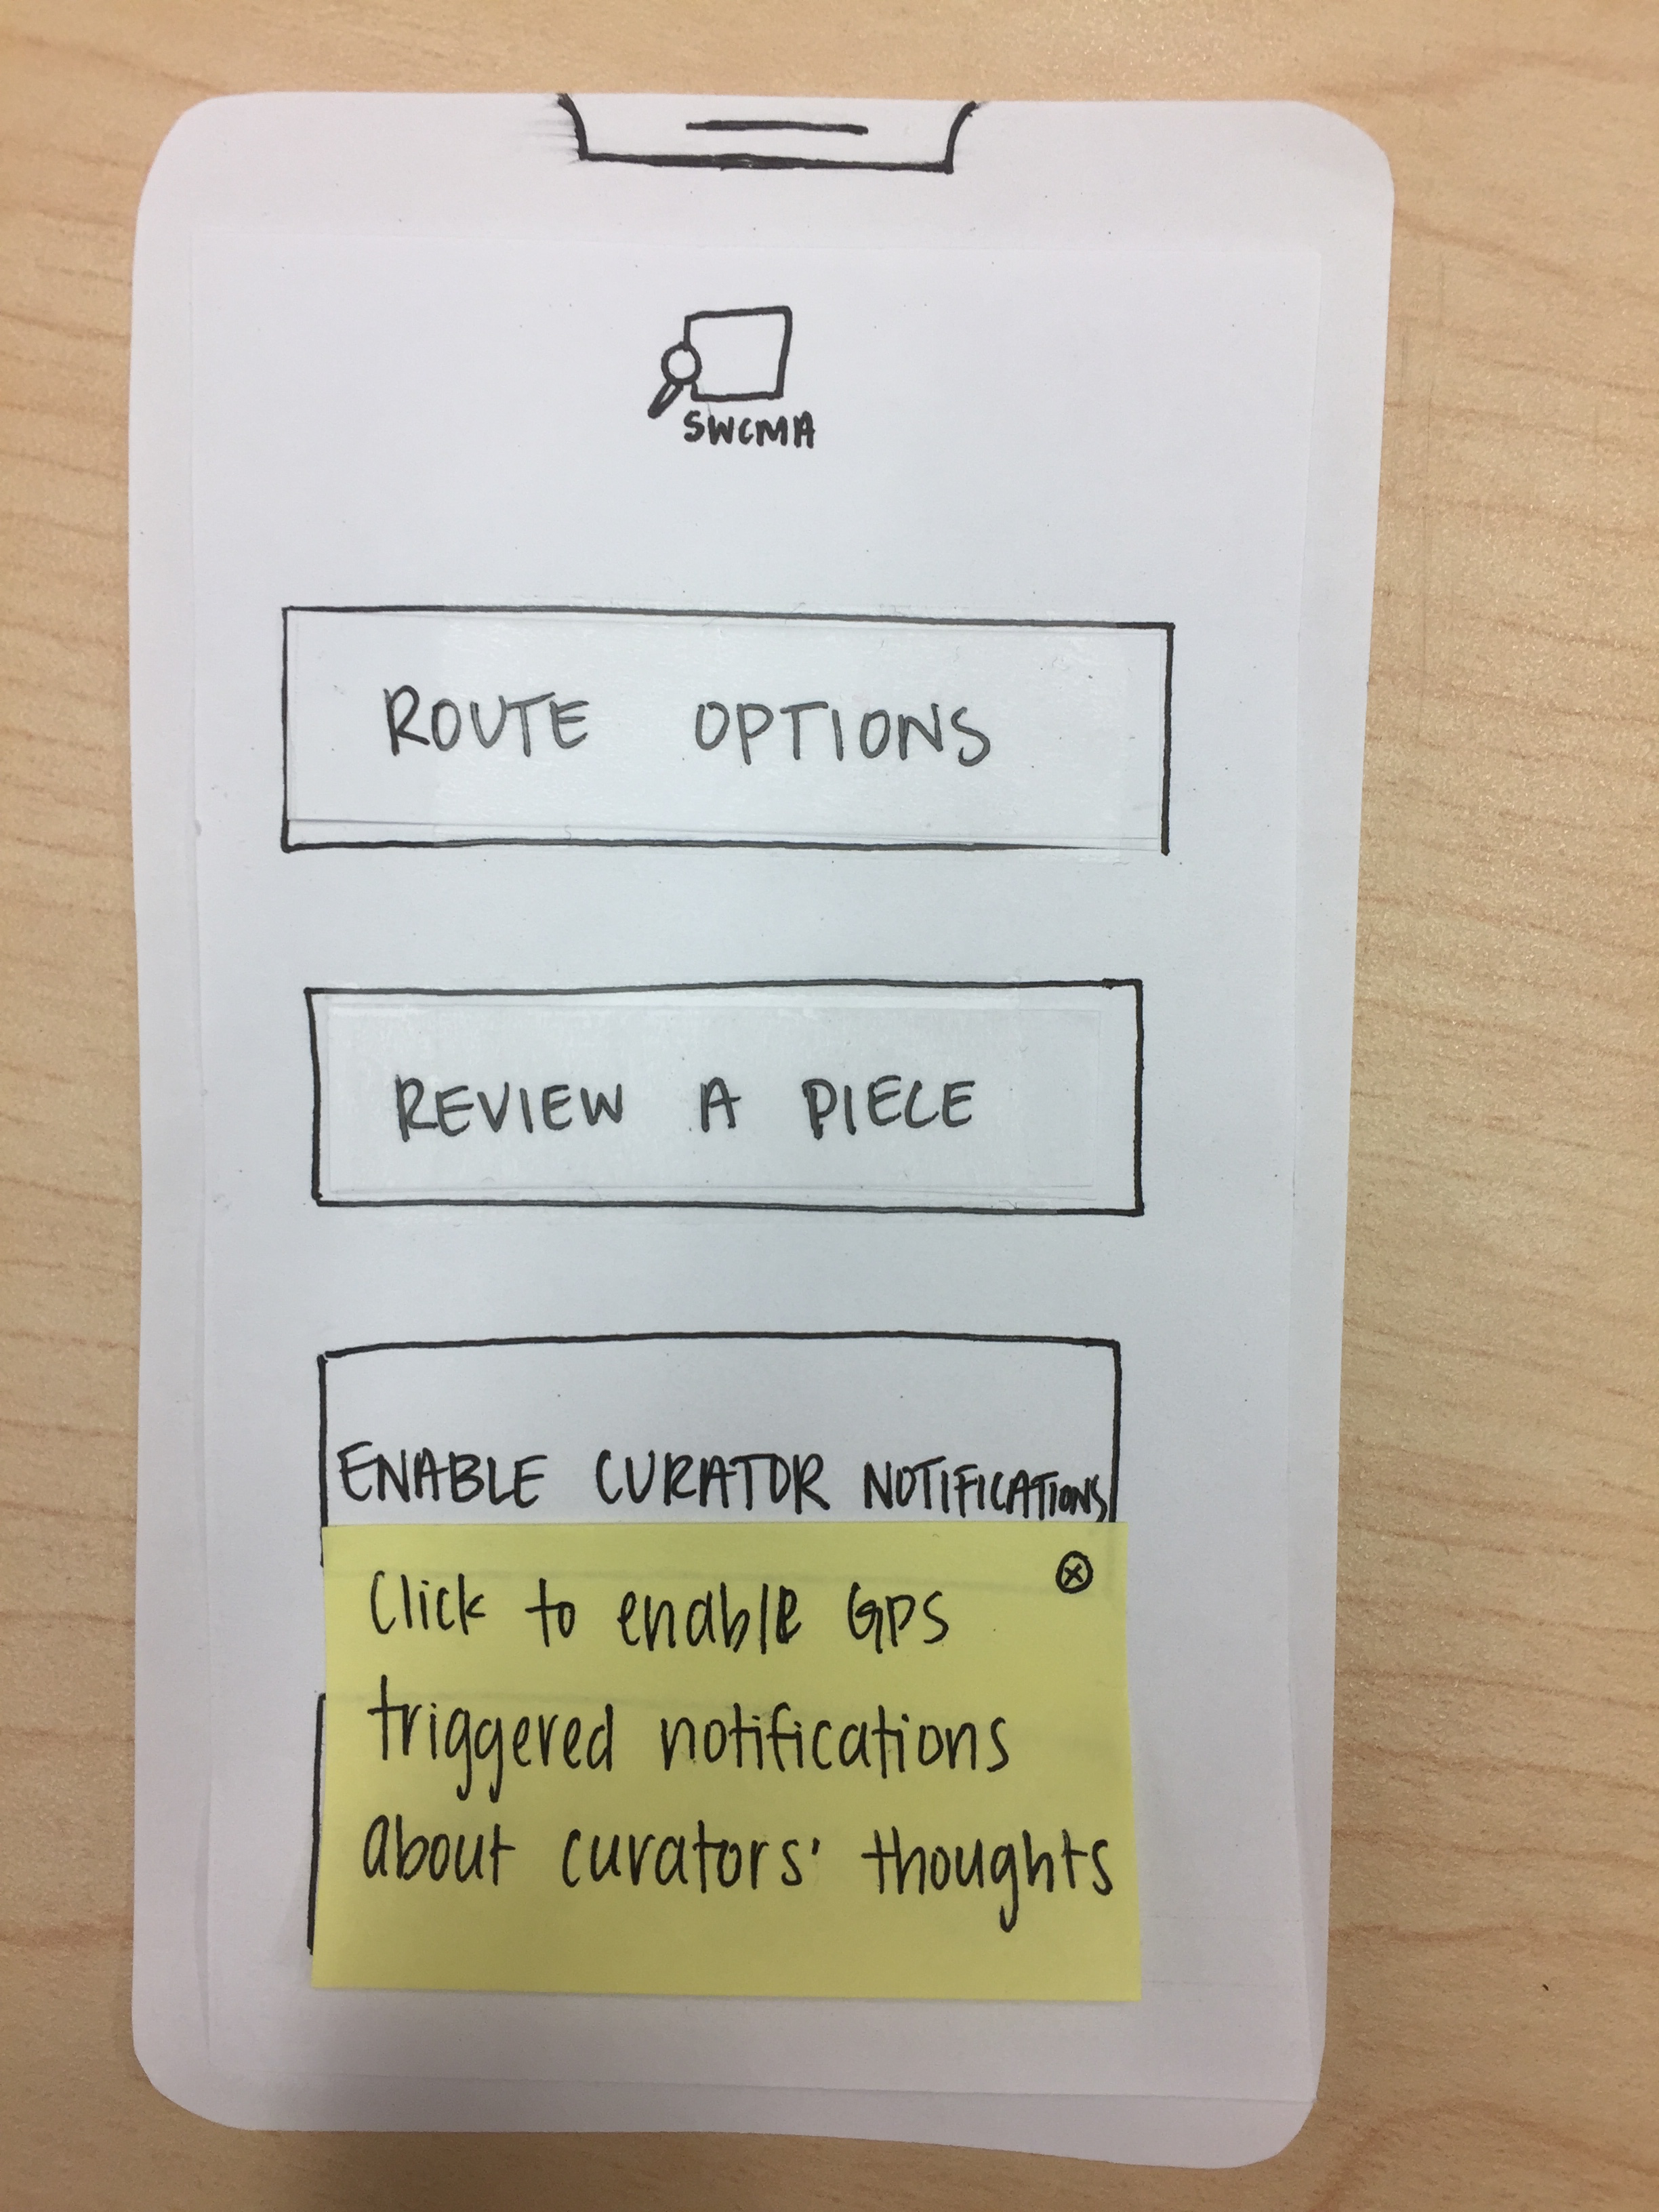 SWCMA
ROUTE OPTIONS
REVIEW A PIECE
ENABLE CURATOR NOTIFICATIONS
Click to enable GPS
triggered notifications
about curators' thoughts